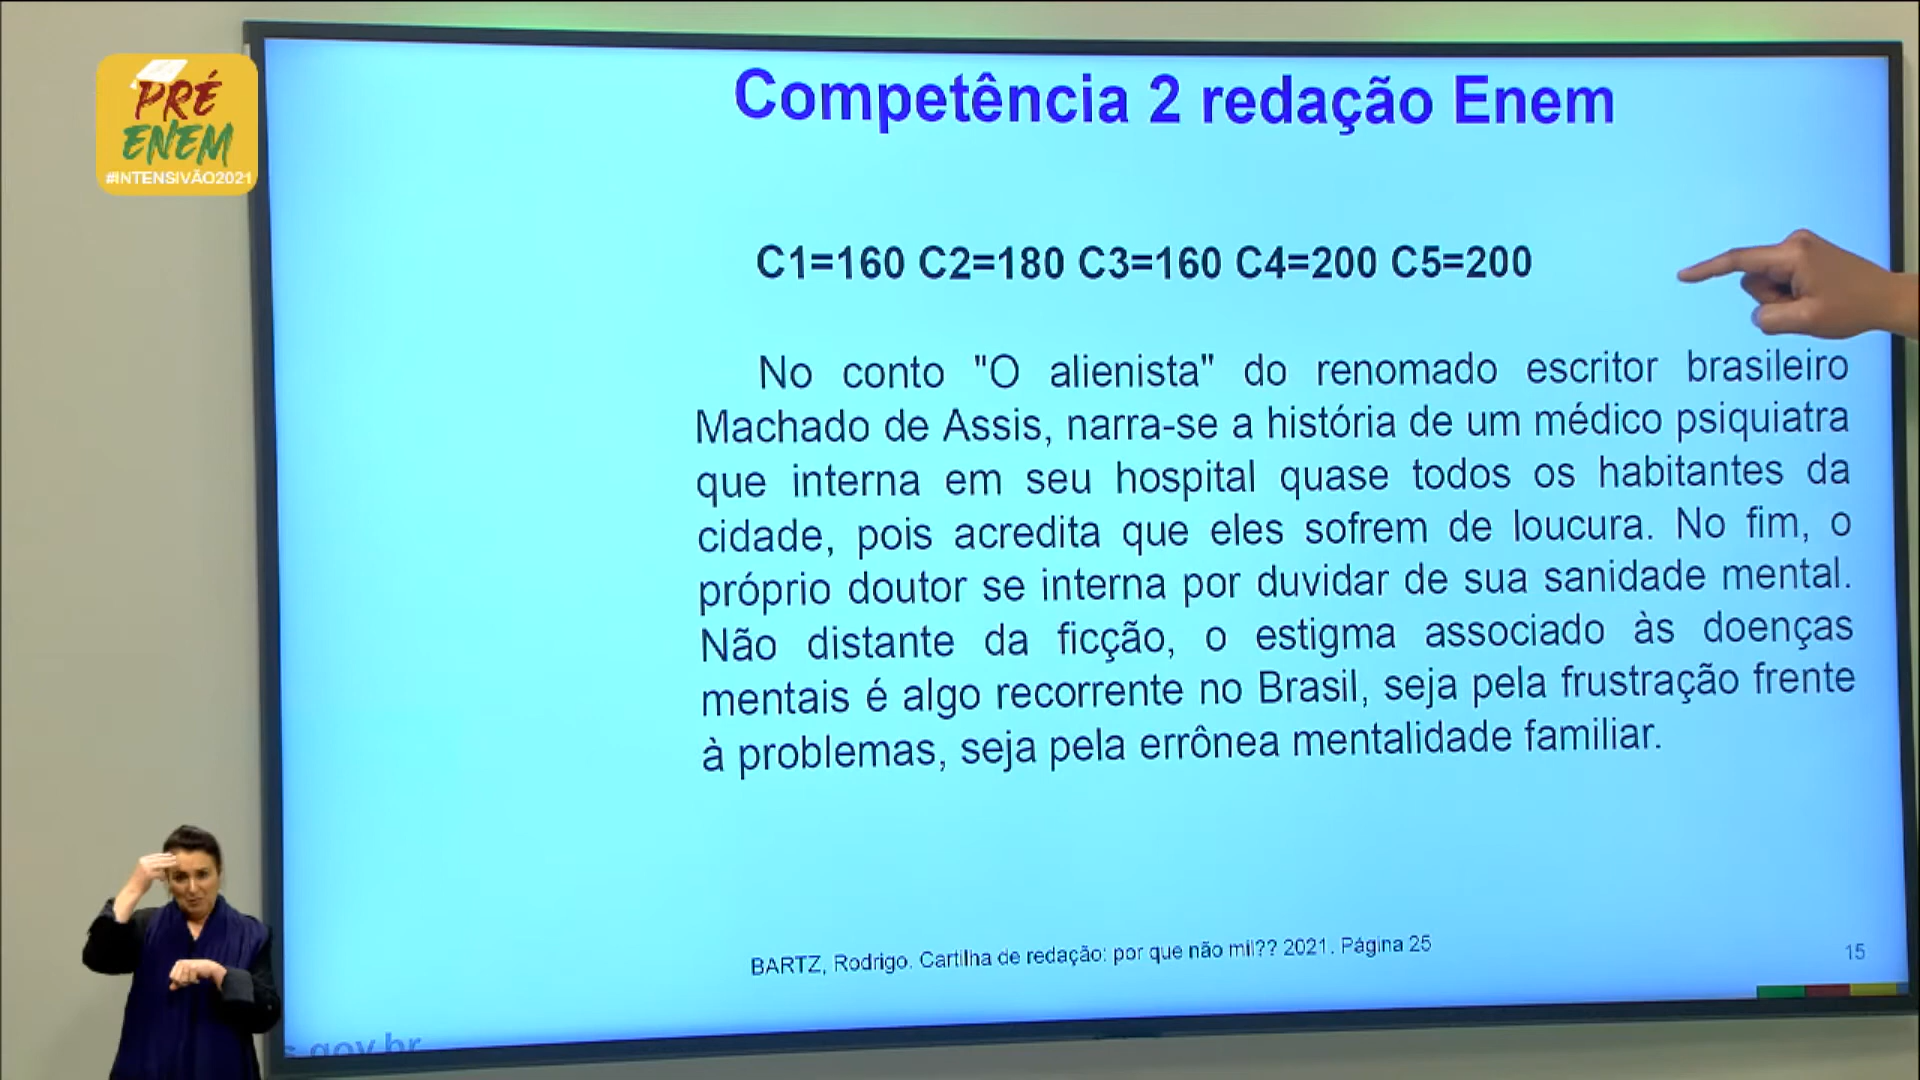 PRÉ
ENEM
#INTENSIVÃO2021
Competência 2 redação Enem
C1=160 C2=180 C3=160 C4=200 C5=200
No conto "O alienista" do renomado escritor brasileiro
Machado de Assis, narra-se a história de um médico psiquiatra
que interna em seu hospital quase todos os habitantes da
cidade, pois acredita que eles sofrem de loucura. No fim, o
próprio doutor se interna por duvidar de sua sanidade mental.
Não distante da ficção, o estigma associado às doenças
mentais é algo recorrente no Brasil, seja pela frustração frente
à problemas, seja pela errônea mentalidade familiar.
BARTZ, Rodrigo. Cartilha de redação: por que não mil?? 2021. Página 25
15
s.gov.br